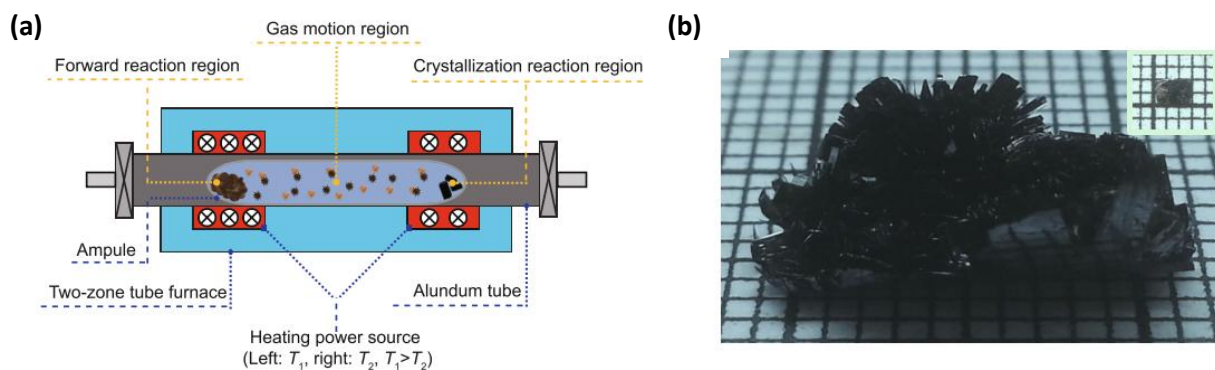 (a)
Gas motion region
Forward reaction region
Crystallization reaction region
Ampule
Two-zone tube furnace
Alundum tube
Heating power source
(Left: T₁, right: T₂, T₁>T₂)
(b)